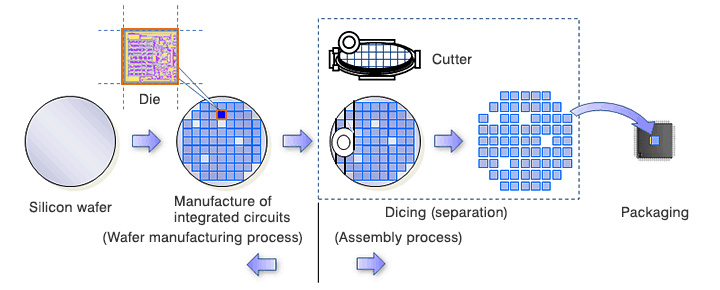 Die
Cutter
Silicon wafer
Manufacture of
integrated circuits
Dicing (separation)
Packaging
(Wafer manufacturing process)
(Assembly process)